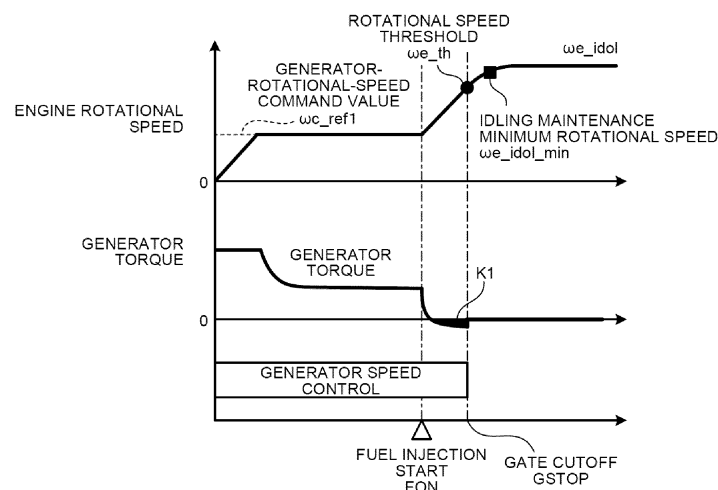 ROTATIONAL SPEED
THRESHOLD
ωe_th
ωe_idol
GENERATOR-
ROTATIONAL-SPEED
COMMAND VALUE
ωc_ref1
ENGINE ROTATIONAL
SPEED
IDLING MAINTENANCE
MINIMUM ROTATIONAL SPEED
ωe_idol_min
0
GENERATOR
TORQUE
GENERATOR
TORQUE
K1
0
GENERATOR SPEED
CONTROL
FUEL INJECTION
START
FON
GATE CUTOFF
GSTOP